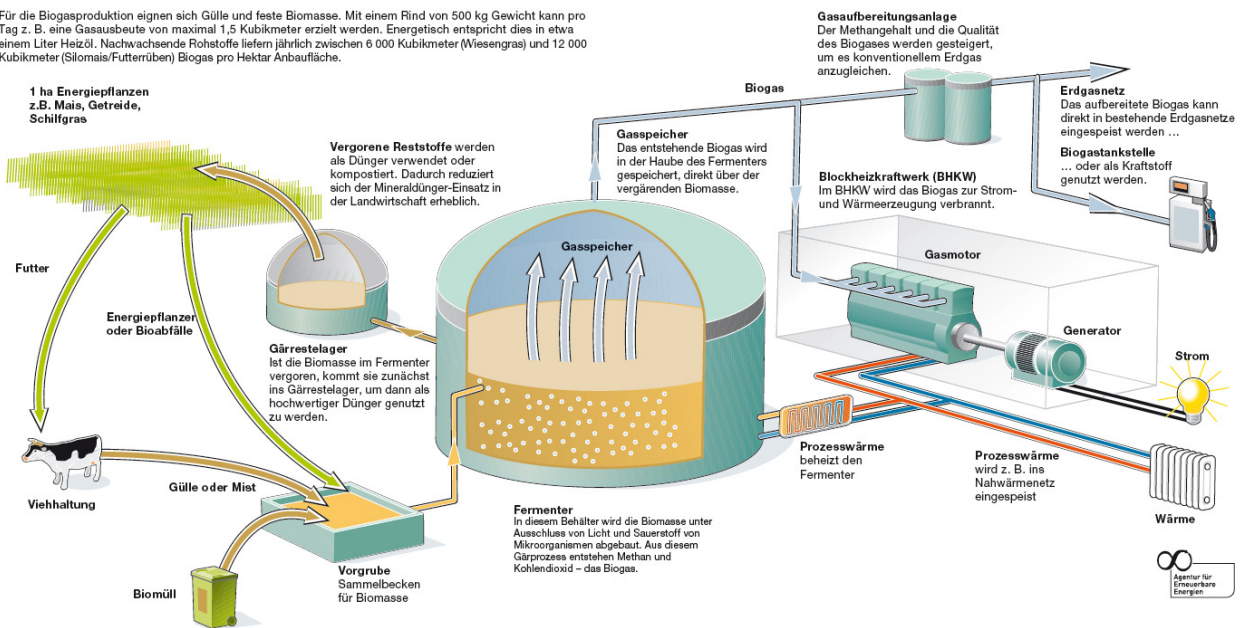 Für die Biogasproduktion eignen sich Gülle und feste Biomasse. Mit einem Rind von 500 kg Gewicht kann pro
Tag z. B. eine Gasausbeute von maximal 1,5 Kubikmeter erzielt werden. Energetisch entspricht dies in etwa
einem Liter Heizöl. Nachwachsende Rohstoffe liefern jährlich zwischen 6 000 Kubikmeter (Wiesengras) und 12 000
Kubikmeter (Silomais/Futterrüben) Biogas pro Hektar Anbaufläche.
1 ha Energiepflanzen
z.B. Mais, Getreide,
Schilfgras
Vergorene Reststoffe werden
als Dünger verwendet oder
kompostiert. Dadurch reduziert
sich der Mineraldünger-Einsatz in
der Landwirtschaft erheblich.
Gasspeicher
Das entstehende Biogas wird
in der Haube des Fermenters
gespeichert, direkt über der
vergärenden Biomasse.
Biogas
Gasaufbereitungsanlage
Der Methangehalt und die Qualität
des Biogases werden gesteigert,
um es konventionellem Erdgas
anzugleichen.
Erdgasnetz
Das aufbereitete Biogas kann
direkt in bestehende Erdgasnetze
eingespeist werden ...
Biogastankstelle
... oder als Kraftstoff
genutzt werden.
Blockheizkraftwerk (BHKW)
Im BHKW wird das Biogas zur Strom-
und Wärmeerzeugung verbrannt.
Gasspeicher
Gasmotor
Generator
Strom
Futter
Energiepflanzen
oder Bioabfälle
Gärrestelager
Ist die Biomasse im Fermenter
vergoren, kommt sie zunächst
ins Gärrestelager, um dann als
hochwertiger Dünger genutzt
zu werden.
Prozesswärme
beheizt den
Fermenter
Prozesswärme
wird z. B. ins
Nahwärmenetz
eingespeist
Wärme
Viehhaltung
Gülle oder Mist
Fermenter
In diesem Behälter wird die Biomasse unter
Ausschluss von Licht und Sauerstoff von
Mikroorganismen abgebaut. Aus diesem
Gärprozess entstehen Methan und
Kohlendioxid – das Biogas.
Vorgrube
Sammelbecken
für Biomasse
Biomüll
Agentur für
Erneuerbare
Energien